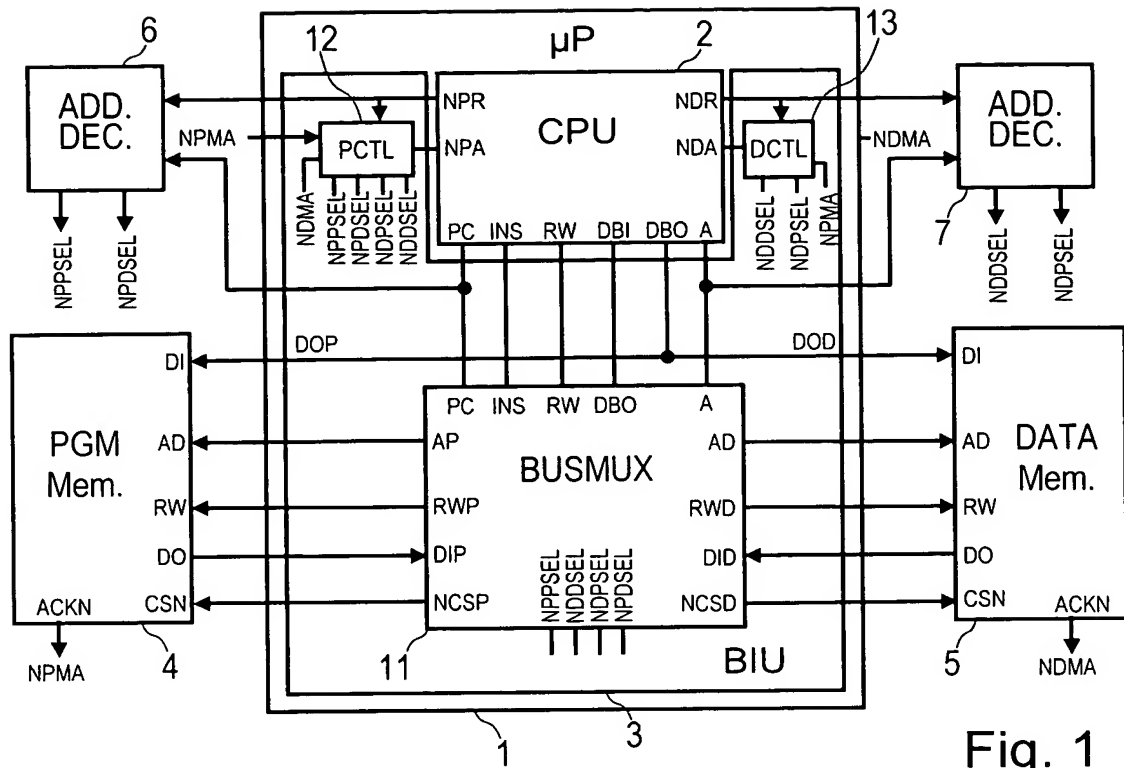 6
ADD.
DEC.
NPPSEL
NPDSEL
12
µP
2
13
NPMA
PCTL
NDMA
NPPSEL
NPDSEL
NDPSEL
NDDSEL
NPR
NPA
CPU
NDR
NDA
PC INS RW DBI DBO A
DCTL
NDDSEL
NDPSEL
NPMA
NDMA
ADD.
DEC.
7
NDDSEL
NDPSEL
DOP
DOD
PGM
Mem.
DI
AD
RW
DO
CSN
ACKN
4
NPMA
PC INS RW DBO A
AP
RWP
DIP
NCSP
BUSMUX
AD
RWD
DID
NCSD
NPPSEL
NDDSEL
NDPSEL
NPDSEL
11
BIU
DI
AD
RW
DO
CSN
DATA
Mem.
ACKN
5
NDMA
1
3
Fig. 1